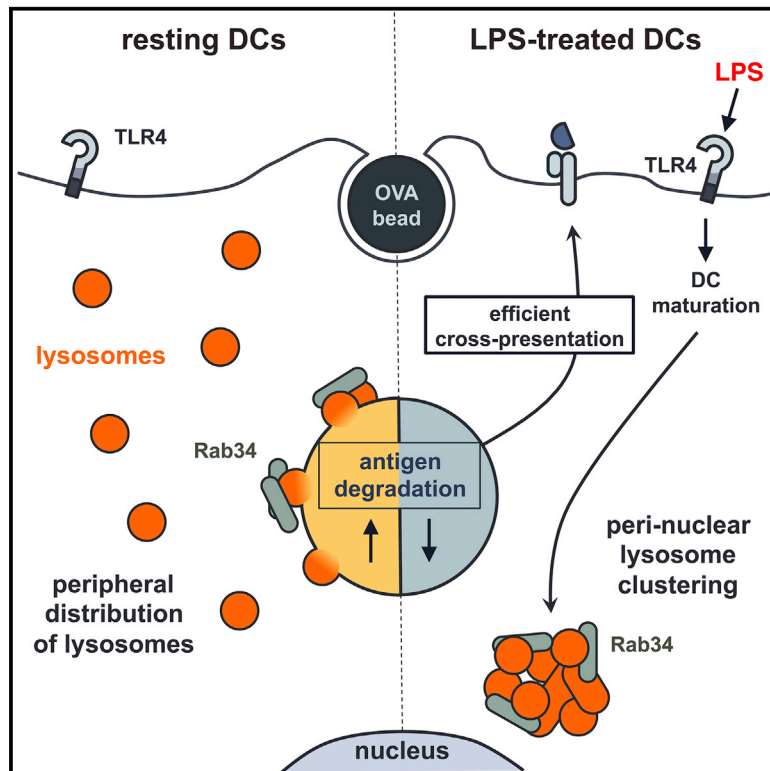 resting DCs
LPS-treated DCs
LPS
TLR4
TLR4
OVA
bead
DC
maturation
efficient
cross-presentation
lysosomes
Rab34
antigen
degradation
peri-nuclear
lysosome
clustering
peripheral
distribution
of lysosomes
Rab34
nucleus